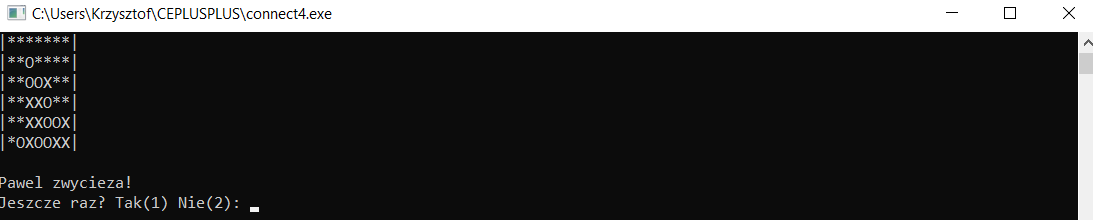 C:\Users\Krzysztof\CEPLUSPLUS\connect4.exe
|*******|
|**O****|
|**OOX**|
|**XXO**|
|**XXOOX|
|*OXOOXX|
Pawel zwycieza!
Jeszcze raz? Tak(1) Nie(2):